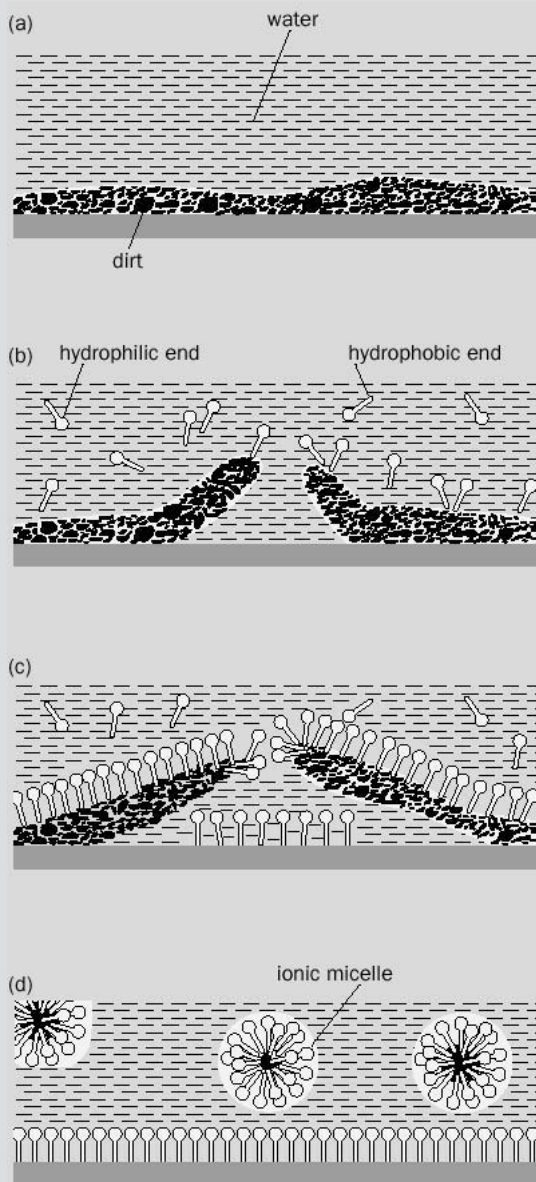 (a)
water
dirt
(b)
hydrophilic end
hydrophobic end
(c)
(d)
ionic micelle